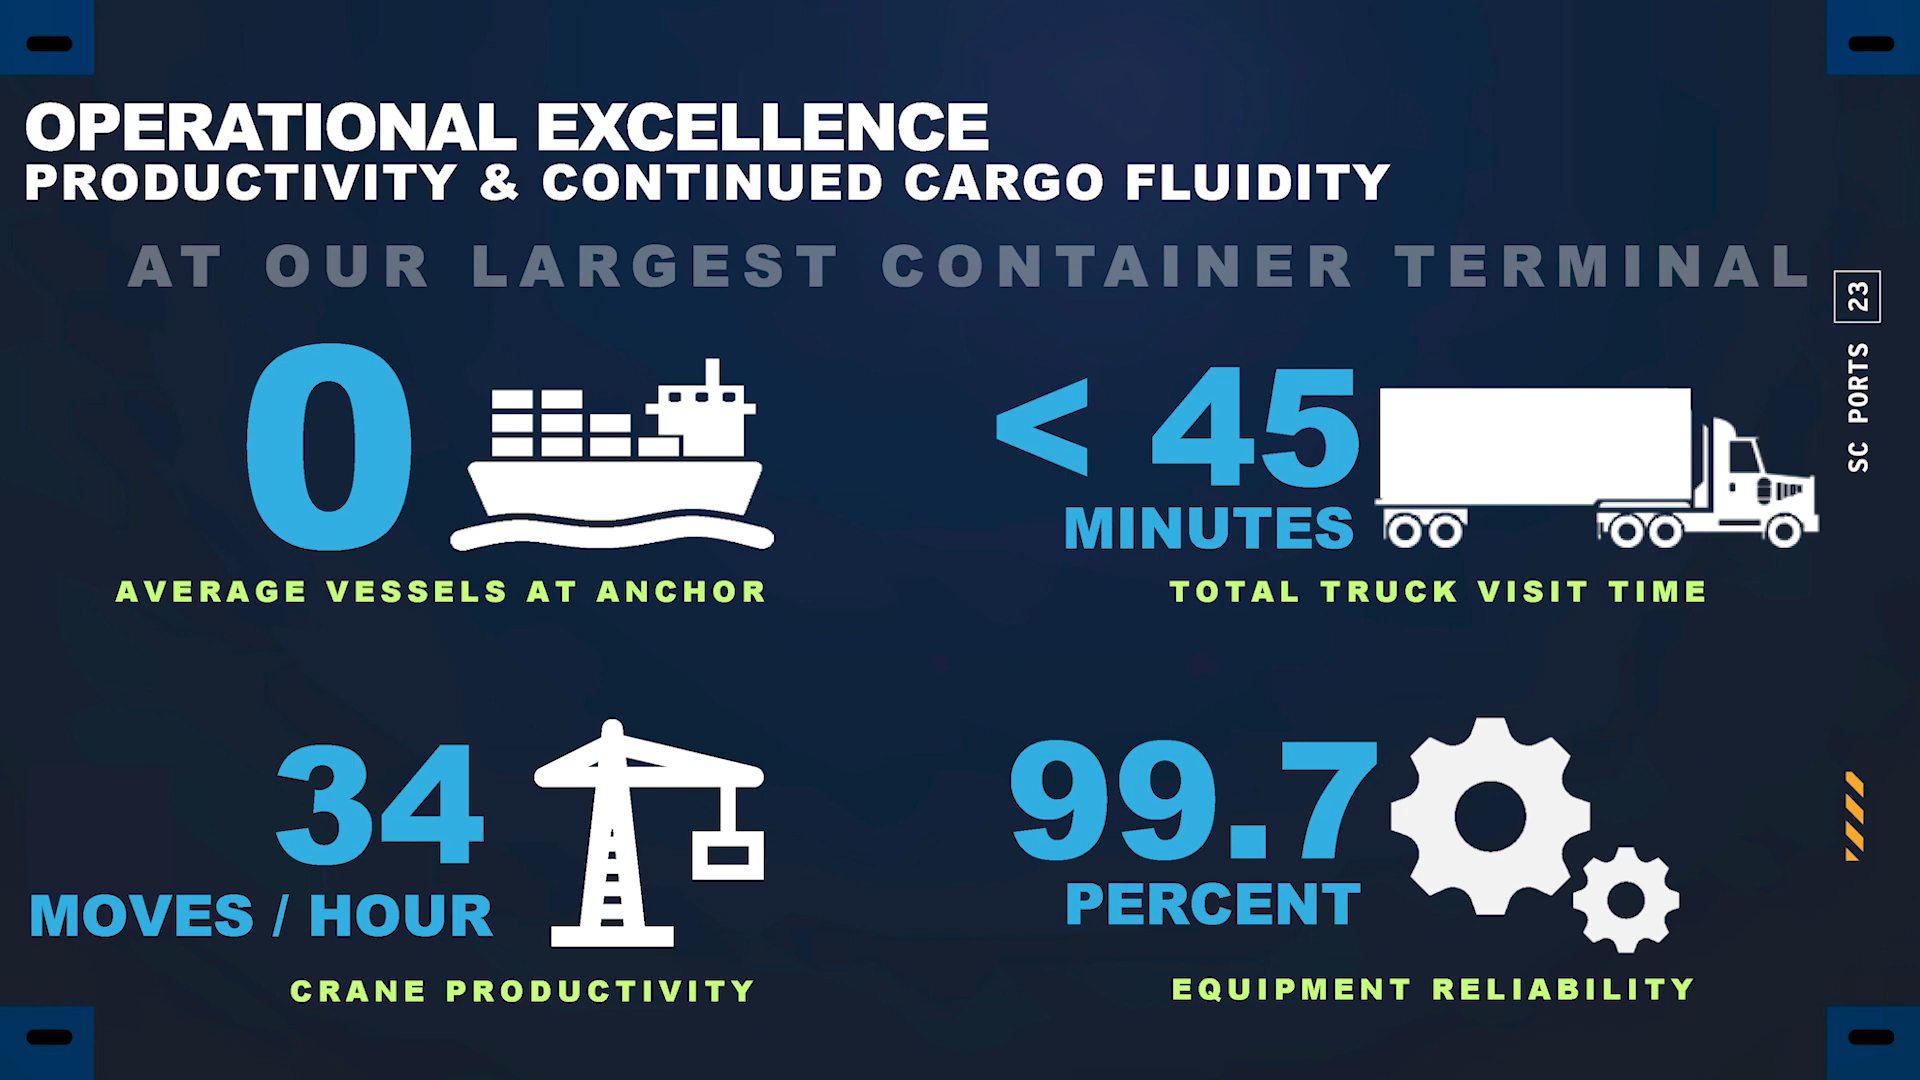 OPERATIONAL EXCELLENCE
PRODUCTIVITY & CONTINUED CARGO FLUIDITY
AT OUR LARGEST CONTAINER TERMINAL
0
AVERAGE VESSELS AT ANCHOR
< 45
MINUTES
TOTAL TRUCK VISIT TIME
34
MOVES / HOUR
CRANE PRODUCTIVITY
99.7
PERCENT
EQUIPMENT RELIABILITY
SC PORTS 23